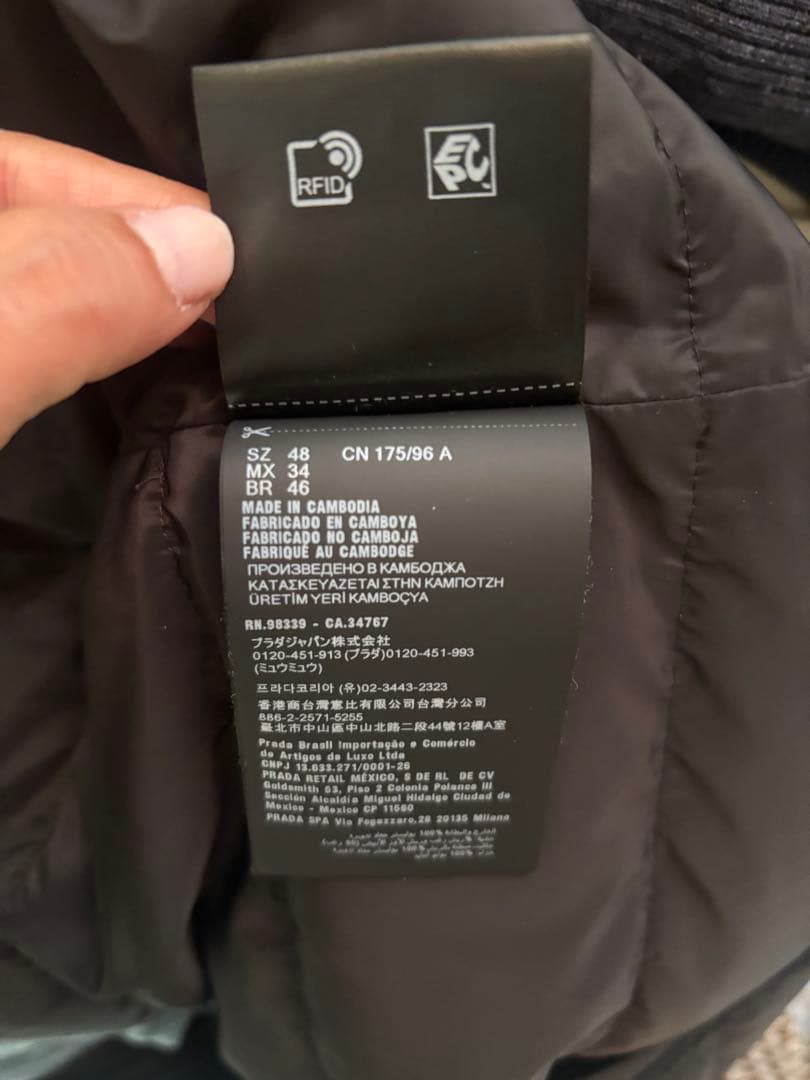 RFID
EPC
SZ 48 CN 175/96 A
MX 34
BR 46
MADE IN CAMBODIA
FABRICADO EN CAMBOYA
FABRICADO NO CAMBOJA
FABRIQUÉ AU CAMBODGE
ПРОИЗВЕДЕНО В КАМБОДЖА
ΚΑΤΑΣΚΕΥΑΖΕΤΑΙ ΣΤΗΝ ΚΑΜΠΟΤΖΗ
ÜRETİM YERİ KAMBOÇYA
RN.98339 - CA.34767
プラダジャパン株式会社
0120-451-913 (プラダ)0120-451-993
(ミュウミュウ)
프라다코리아 (유)02-3443-2323
香港商台灣惠比有限公司台灣分公司
886-2-2571-5255
臺北市中山區中山北路二段44號12樓A室
Prada Brasil Importação e Comércio
de Artigos de Luxo Ltda
CNPJ 13.633.271/0001-26
PRADA RETAIL MÉXICO, S DE RL DE CV
Goldsmith 63, Piso 2 Colonia Polanco III
Sección Alcaldía Miguel Hidalgo Ciudad de
Mexico - Mexico CP 11560
PRADA SPA Via Fogazzaro,28 20135 Milano